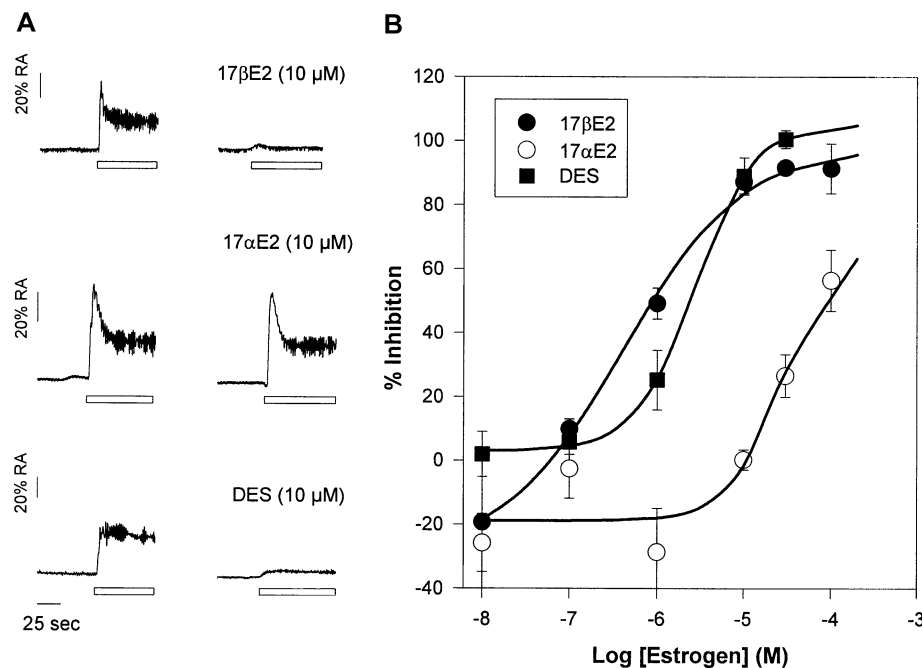 A
20% RA
17βE2 (10 µM)
20% RA
17αE2 (10 µM)
20% RA
DES (10 µM)
25 sec
B
% Inhibition
120
100
80
60
40
20
0
-20
-40
17βE2
17αE2
DES
-8
-7
-6
-5
-4
-3
Log [Estrogen] (M)